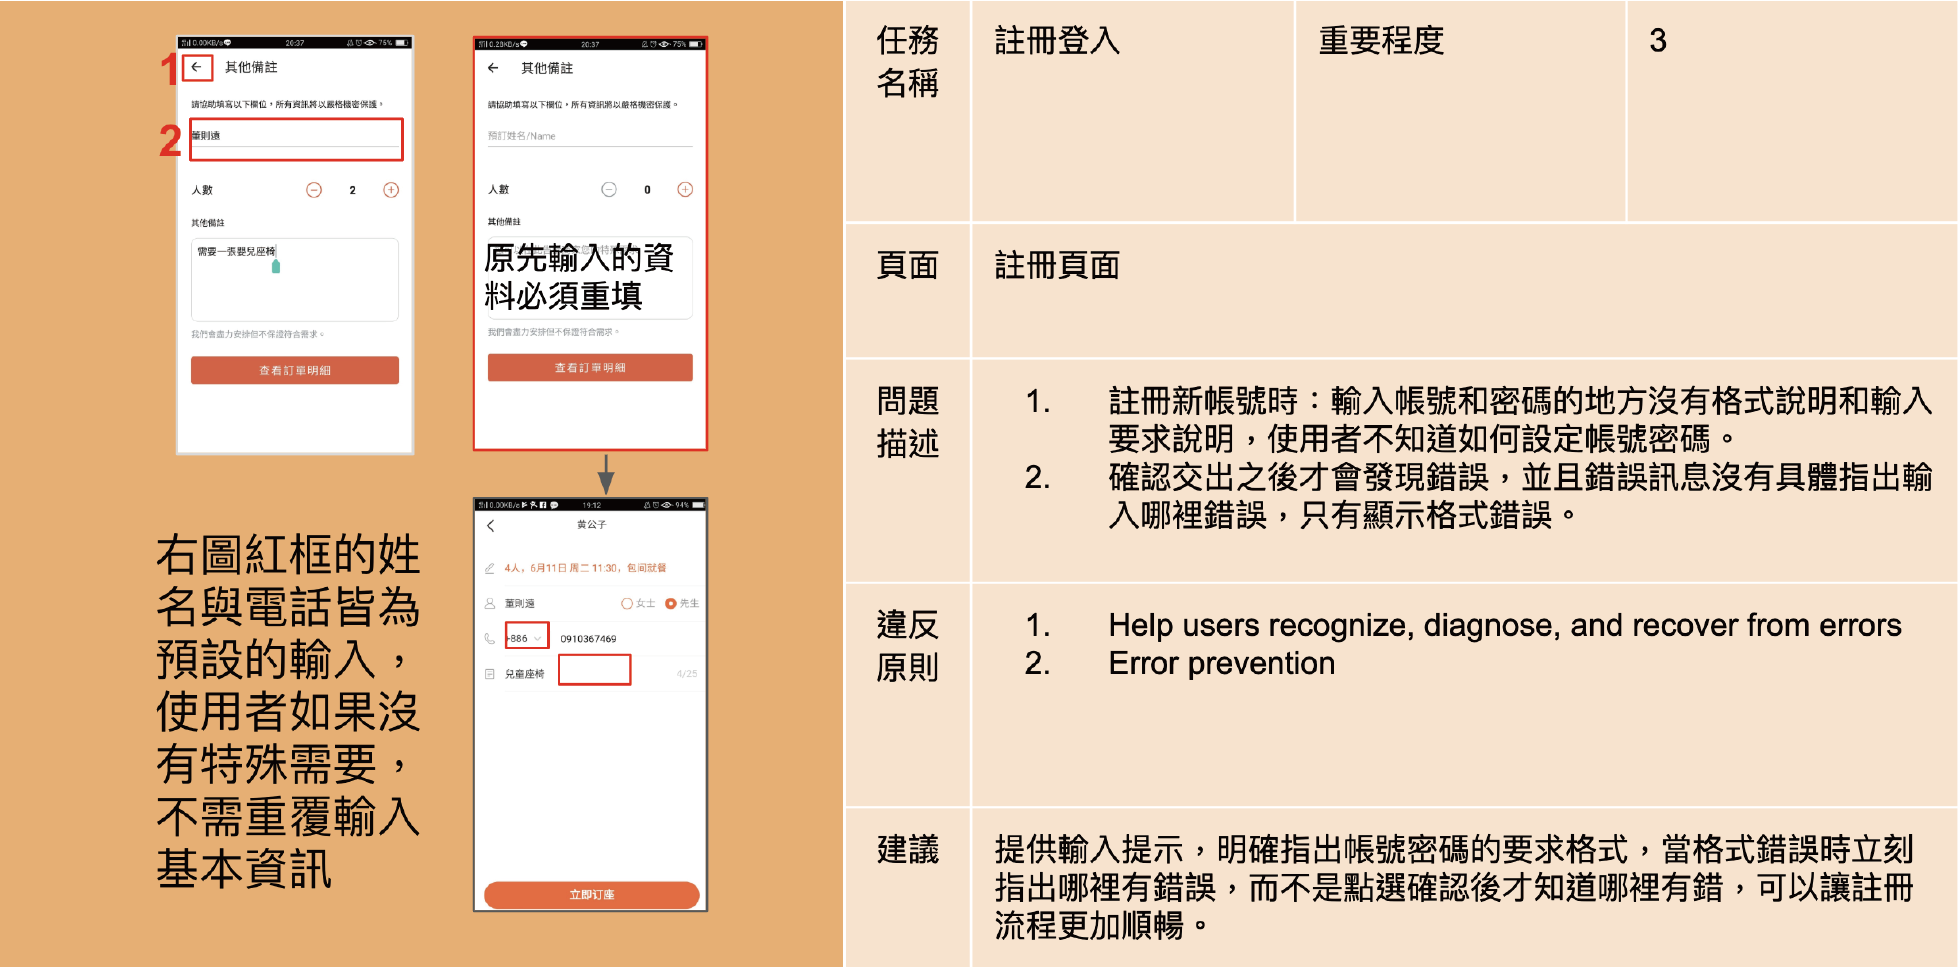 0.00KB/s 20:37 75%
1
← 其他備註
請協助填寫以下欄位，所有資訊將以嚴格機密保護。
2
董則遠
人數 2
其他備註
需要一張嬰兒座椅
我們會盡力安排但不保證符合需求。
查看訂單明細
0.28KB/s 20:37 75%
← 其他備註
請協助填寫以下欄位，所有資訊將以嚴格機密保護。
預訂姓名/Name
人數 0
其他備註
原先輸入的資
料必須重填
我們會盡力安排但不保證符合需求。
查看訂單明細
右圖紅框的姓
名與電話皆為
預設的輸入，
使用者如果沒
有特殊需要，
不需重覆輸入
基本資訊
0.00KB/s 19:12 94%
黄公子
4人，6月11日 周二 11:30，包间就餐
董則遠 女士 先生
+886 0910367469
兒童座椅 4/25
立即订座
任務
名稱
註冊登入
重要程度
3
頁面
註冊頁面
問題
描述
1. 註冊新帳號時：輸入帳號和密碼的地方沒有格式說明和輸入
要求說明，使用者不知道如何設定帳號密碼。
2. 確認交出之後才會發現錯誤，並且錯誤訊息沒有具體指出輸
入哪裡錯誤，只有顯示格式錯誤。
違反
原則
1. Help users recognize, diagnose, and recover from errors
2. Error prevention
建議
提供輸入提示，明確指出帳號密碼的要求格式，當格式錯誤時立刻
指出哪裡有錯誤，而不是點選確認後才知道哪裡有錯，可以讓註冊
流程更加順暢。